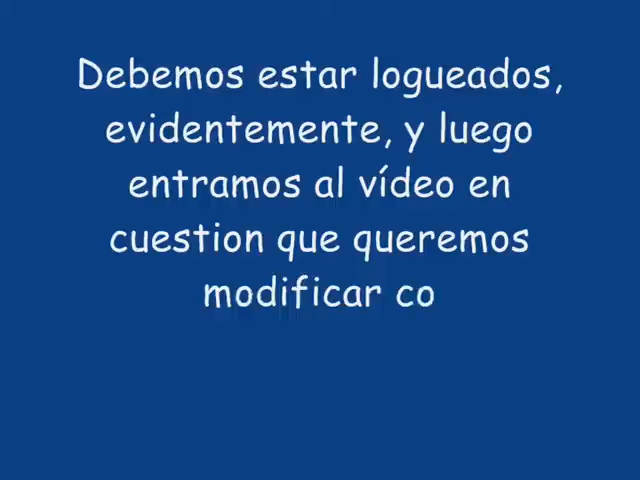 Debemos estar logueados,
evidentemente, y luego
entramos al vídeo en
cuestion que queremos
modificar co